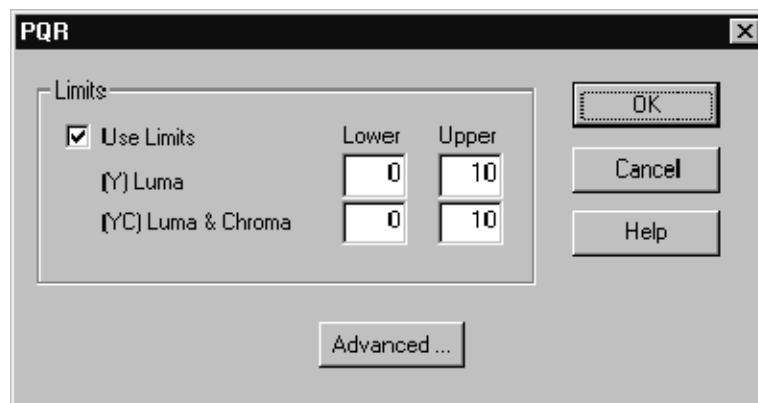 PQR
Limits
Use Limits Lower Upper
(Y) Luma 0 10
(YC) Luma & Chroma 0 10
OK
Cancel
Help
Advanced ...